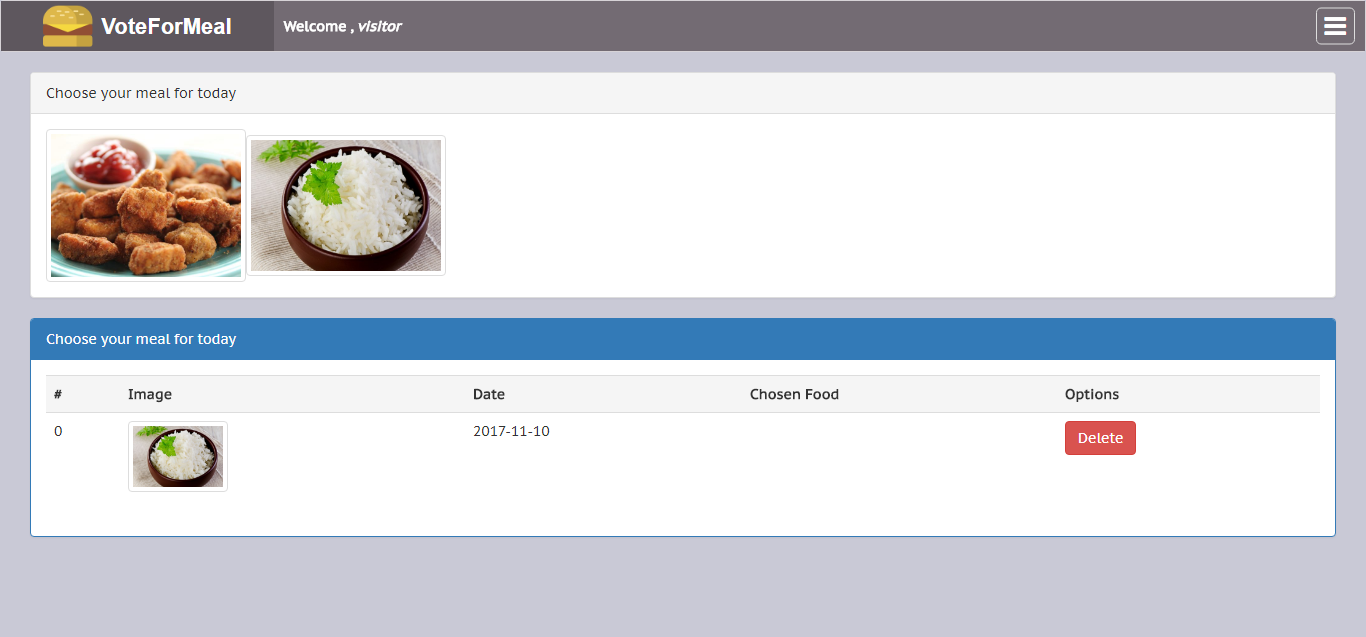 VoteForMeal
Welcome , visitor
Choose your meal for today
Choose your meal for today
# Image Date Chosen Food Options
0 2017-11-10 Delete